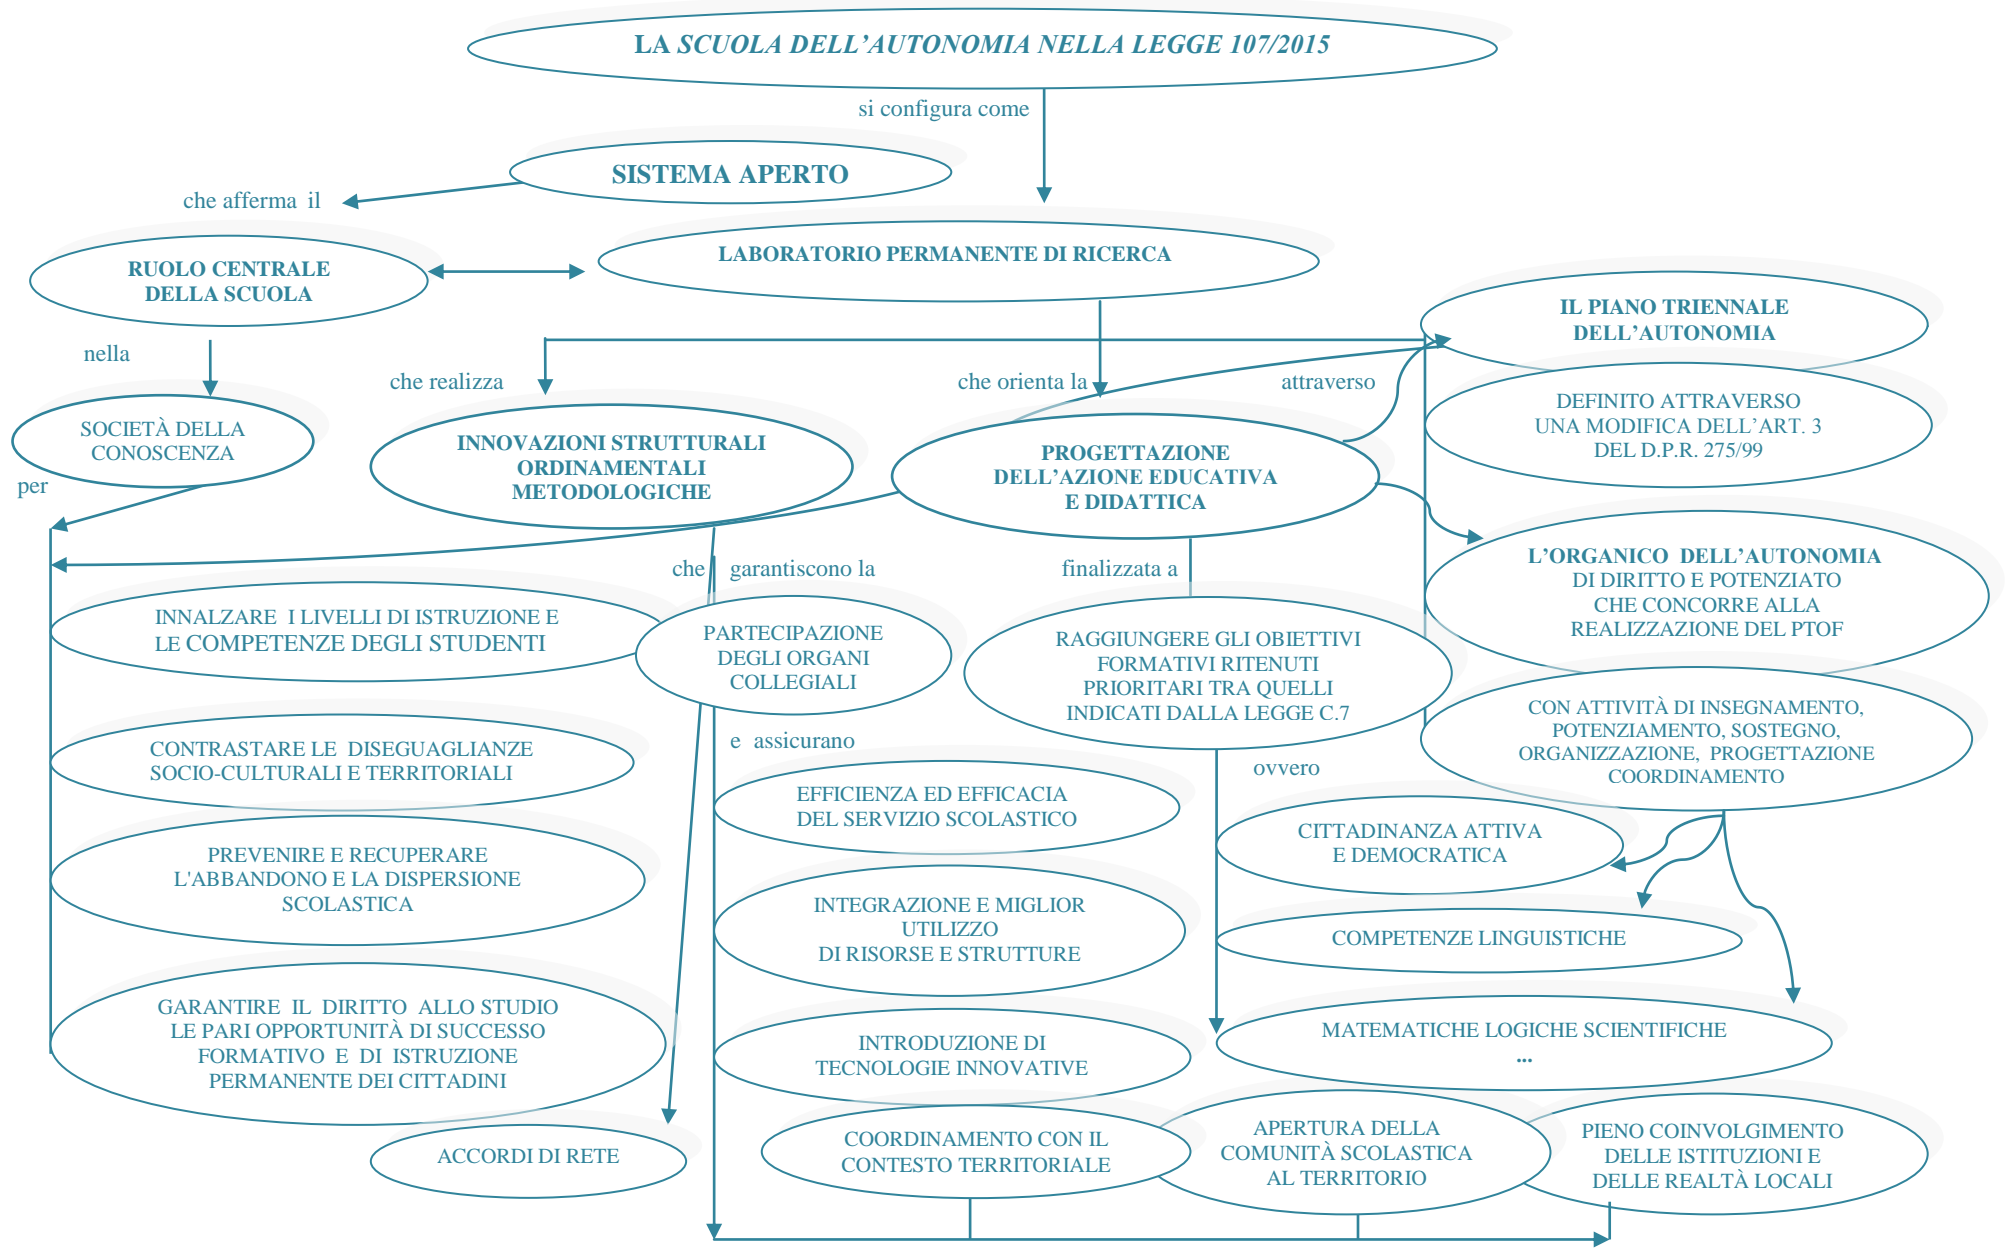 LA SCUOLA DELL'AUTONOMIA NELLA LEGGE 107/2015
si configura come
SISTEMA APERTO
che afferma il
LABORATORIO PERMANENTE DI RICERCA
RUOLO CENTRALE
DELLA SCUOLA
IL PIANO TRIENNALE
DELL'AUTONOMIA
nella
che realizza
che orienta la
attraverso
DEFINITO ATTRAVERSO
UNA MODIFICA DELL'ART. 3
DEL D.P.R. 275/99
SOCIETÀ DELLA
CONOSCENZA
INNOVAZIONI STRUTTURALI
ORDINAMENTALI
METODOLOGICHE
PROGETTAZIONE
DELL'AZIONE EDUCATIVA
E DIDATTICA
per
L'ORGANICO DELL'AUTONOMIA
DI DIRITTO E POTENZIATO
CHE CONCORRE ALLA
REALIZZAZIONE DEL PTOF
che garantiscono la
finalizzata a
INNALZARE I LIVELLI DI ISTRUZIONE E
LE COMPETENZE DEGLI STUDENTI
PARTECIPAZIONE
DEGLI ORGANI
COLLEGIALI
RAGGIUNGERE GLI OBIETTIVI
FORMATIVI RITENUTI
PRIORITARI TRA QUELLI
INDICATI DALLA LEGGE C.7
CON ATTIVITÀ DI INSEGNAMENTO,
POTENZIAMENTO, SOSTEGNO,
ORGANIZZAZIONE, PROGETTAZIONE
COORDINAMENTO
e assicurano
CONTRASTARE LE DISEGUAGLIANZE
SOCIO-CULTURALI E TERRITORIALI
ovvero
EFFICIENZA ED EFFICACIA
DEL SERVIZIO SCOLASTICO
CITTADINANZA ATTIVA
E DEMOCRATICA
PREVENIRE E RECUPERARE
L'ABBANDONO E LA DISPERSIONE
SCOLASTICA
INTEGRAZIONE E MIGLIOR
UTILIZZO
DI RISORSE E STRUTTURE
COMPETENZE LINGUISTICHE
GARANTIRE IL DIRITTO ALLO STUDIO
LE PARI OPPORTUNITÀ DI SUCCESSO
FORMATIVO E DI ISTRUZIONE
PERMANENTE DEI CITTADINI
INTRODUZIONE DI
TECNOLOGIE INNOVATIVE
MATEMATICHE LOGICHE SCIENTIFICHE
...
ACCORDI DI RETE
COORDINAMENTO CON IL
CONTESTO TERRITORIALE
APERTURA DELLA
COMUNITÀ SCOLASTICA
AL TERRITORIO
PIENO COINVOLGIMENTO
DELLE ISTITUZIONI E
DELLE REALTÀ LOCALI